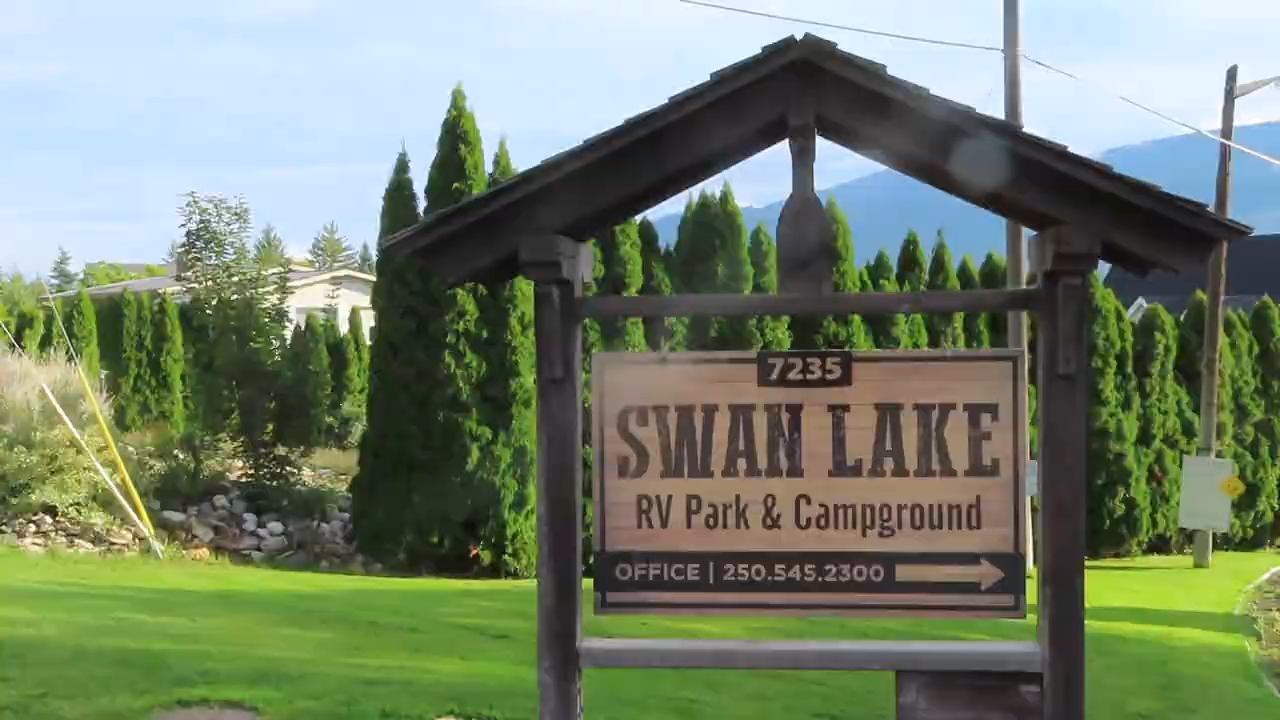 7235
SWAN LAKE
RV Park & Campground
OFFICE | 250.545.2300